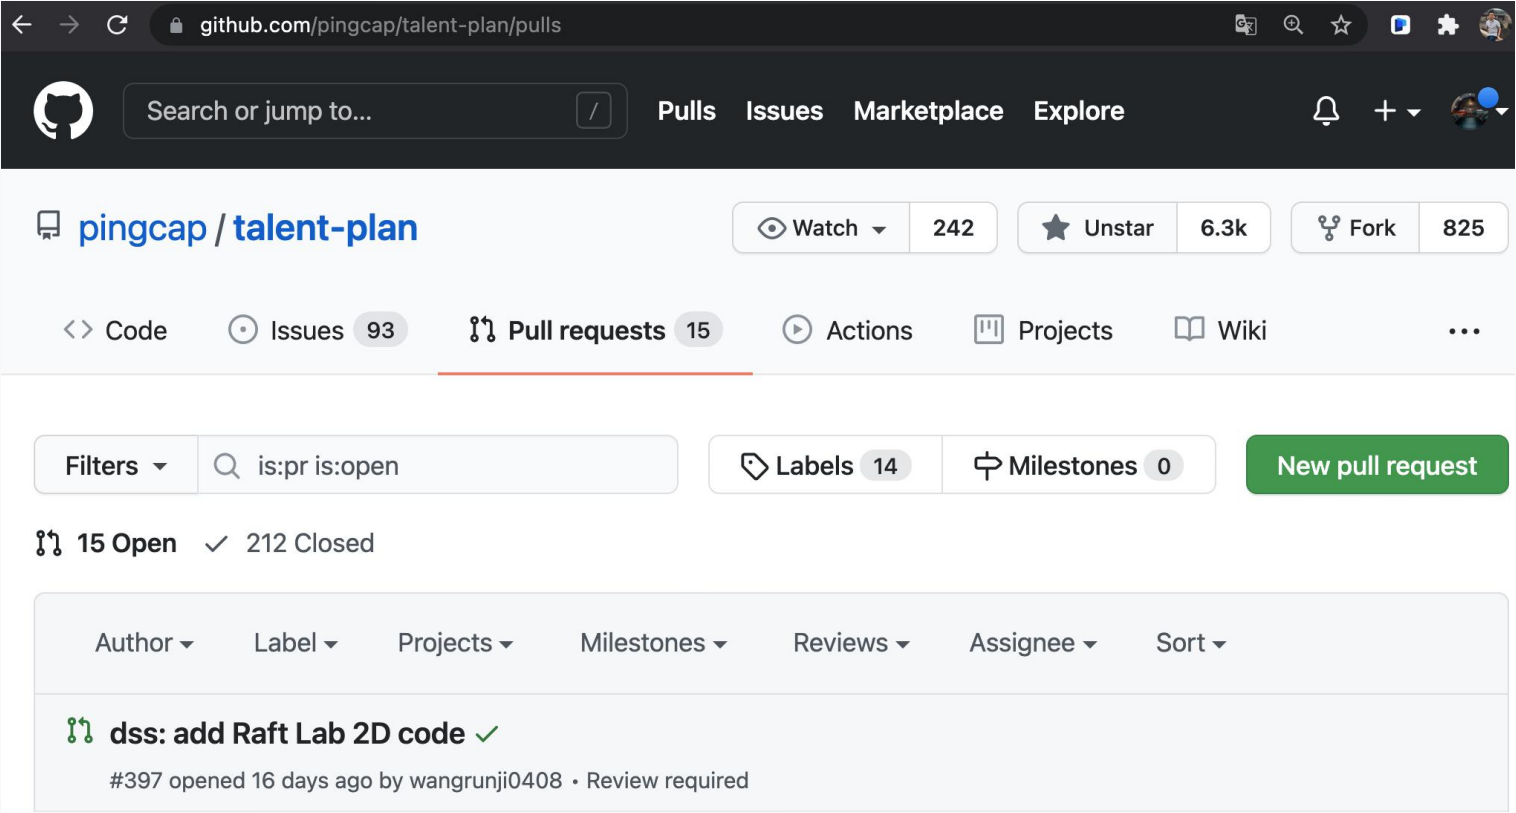 github.com/pingcap/talent-plan/pulls
Search or jump to... / Pulls Issues Marketplace Explore
pingcap / talent-plan Watch 242 Unstar 6.3k Fork 825
Code Issues 93 Pull requests 15 Actions Projects Wiki ...
Filters is:pr is:open Labels 14 Milestones 0 New pull request
15 Open 212 Closed
Author Label Projects Milestones Reviews Assignee Sort
dss: add Raft Lab 2D code
#397 opened 16 days ago by wangrunji0408 • Review required